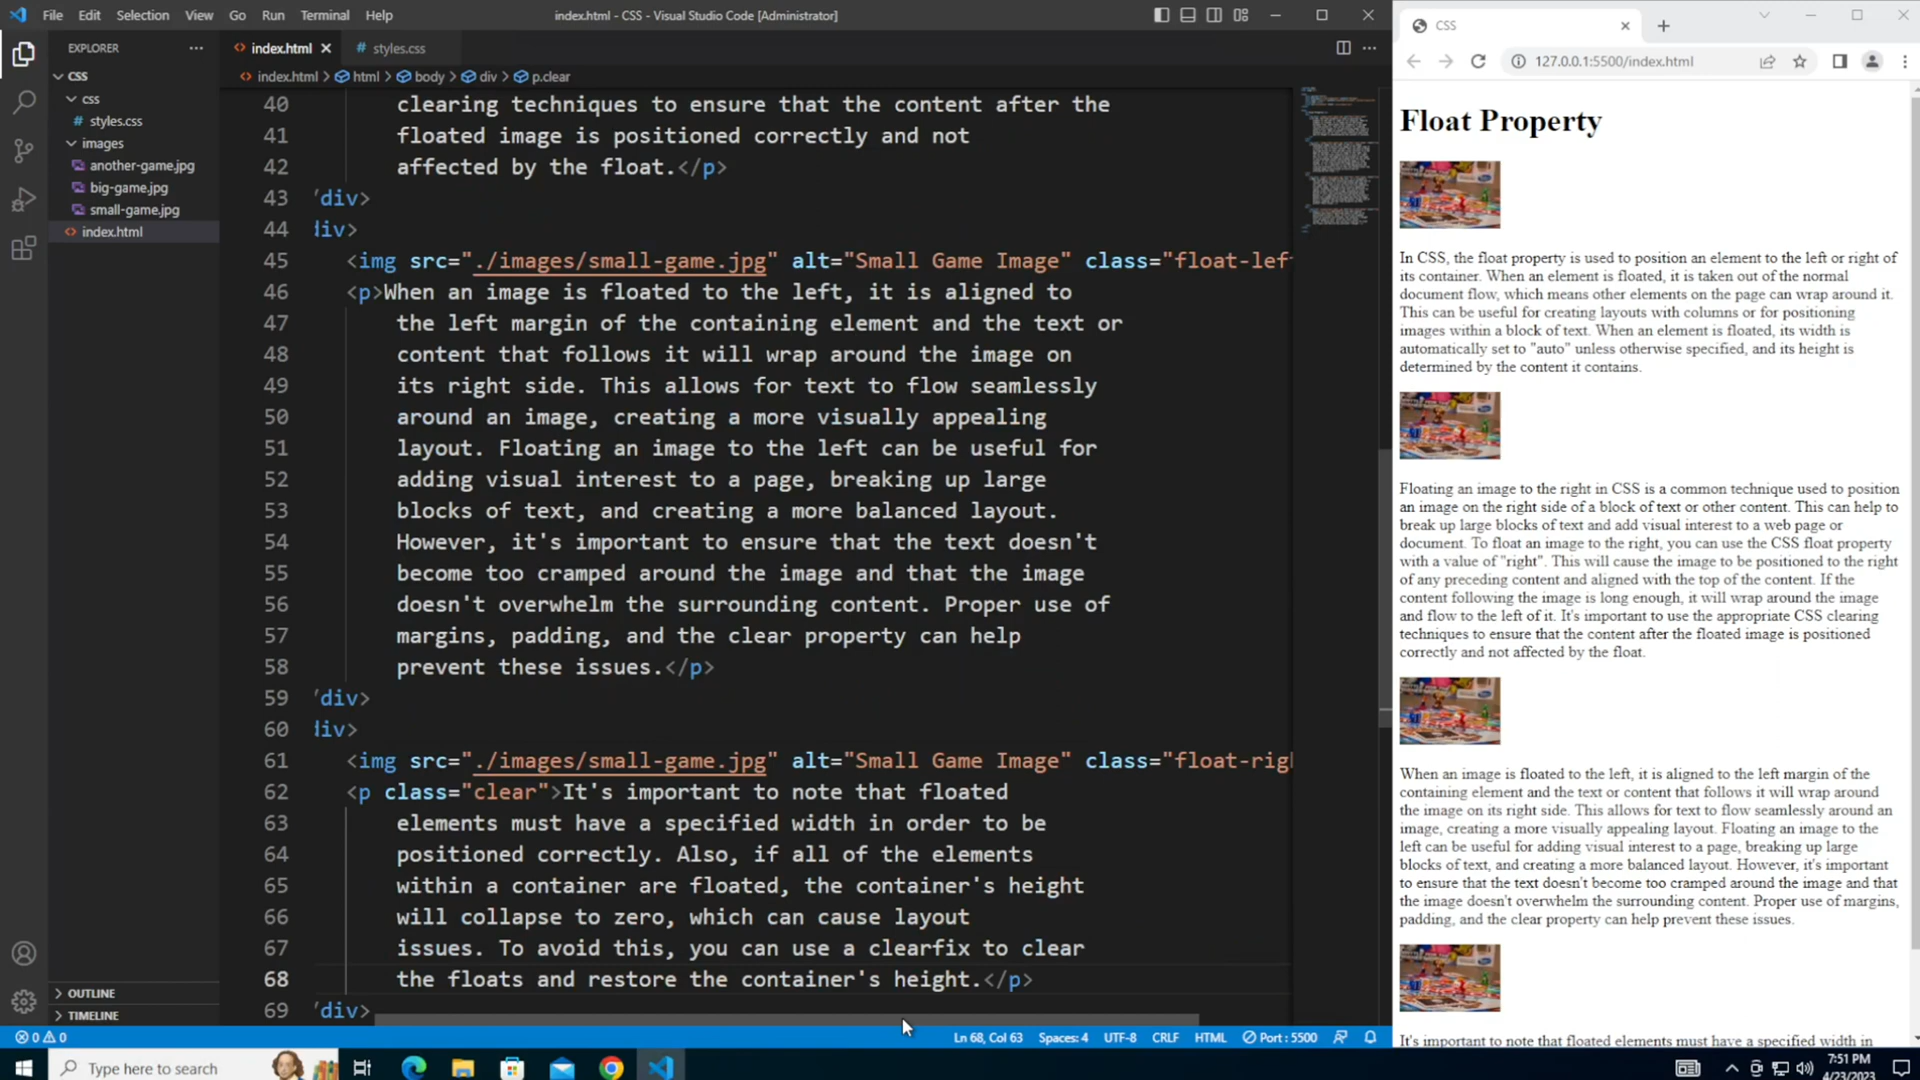 File Edit Selection View Go Run Terminal Help
index.html - CSS - Visual Studio Code [Administrator]
EXPLORER
CSS
css
styles.css
images
another-game.jpg
big-game.jpg
small-game.jpg
index.html
OUTLINE
TIMELINE
index.html styles.css
index.html > html > body > div > p.clear
40 clearing techniques to ensure that the content after the
41 floated image is positioned correctly and not
42 affected by the float.</p>
43 /div>
44 div>
45 <img src="./images/small-game.jpg" alt="Small Game Image" class="float-lef
46 <p>When an image is floated to the left, it is aligned to
47 the left margin of the containing element and the text or
48 content that follows it will wrap around the image on
49 its right side. This allows for text to flow seamlessly
50 around an image, creating a more visually appealing
51 layout. Floating an image to the left can be useful for
52 adding visual interest to a page, breaking up large
53 blocks of text, and creating a more balanced layout.
54 However, it's important to ensure that the text doesn't
55 become too cramped around the image and that the image
56 doesn't overwhelm the surrounding content. Proper use of
57 margins, padding, and the clear property can help
58 prevent these issues.</p>
59 /div>
60 div>
61 <img src="./images/small-game.jpg" alt="Small Game Image" class="float-rig
62 <p class="clear">It's important to note that floated
63 elements must have a specified width in order to be
64 positioned correctly. Also, if all of the elements
65 within a container are floated, the container's height
66 will collapse to zero, which can cause layout
67 issues. To avoid this, you can use a clearfix to clear
68 the floats and restore the container's height.</p>
69 /div>
0 0
Ln 68, Col 63 Spaces: 4 UTF-8 CRLF HTML Port : 5500
CSS
127.0.0.1:5500/index.html
Float Property
In CSS, the float property is used to position an element to the left or right of
its container. When an element is floated, it is taken out of the normal
document flow, which means other elements on the page can wrap around it.
This can be useful for creating layouts with columns or for positioning
images within a block of text. When an element is floated, its width is
automatically set to "auto" unless otherwise specified, and its height is
determined by the content it contains.
Floating an image to the right in CSS is a common technique used to position
an image on the right side of a block of text or other content. This can help to
break up large blocks of text and add visual interest to a web page or
document. To float an image to the right, you can use the CSS float property
with a value of "right". This will cause the image to be positioned to the right
of any preceding content and aligned with the top of the content. If the
content following the image is long enough, it will wrap around the image
and flow to the left of it. It's important to use the appropriate CSS clearing
techniques to ensure that the content after the floated image is positioned
correctly and not affected by the float.
When an image is floated to the left, it is aligned to the left margin of the
containing element and the text or content that follows it will wrap around
the image on its right side. This allows for text to flow seamlessly around an
image, creating a more visually appealing layout. Floating an image to the
left can be useful for adding visual interest to a page, breaking up large
blocks of text, and creating a more balanced layout. However, it's important
to ensure that the text doesn't become too cramped around the image and that
the image doesn't overwhelm the surrounding content. Proper use of margins,
padding, and the clear property can help prevent these issues.
It's important to note that floated elements must have a specified width in
Type here to search
7:51 PM
4/23/2023